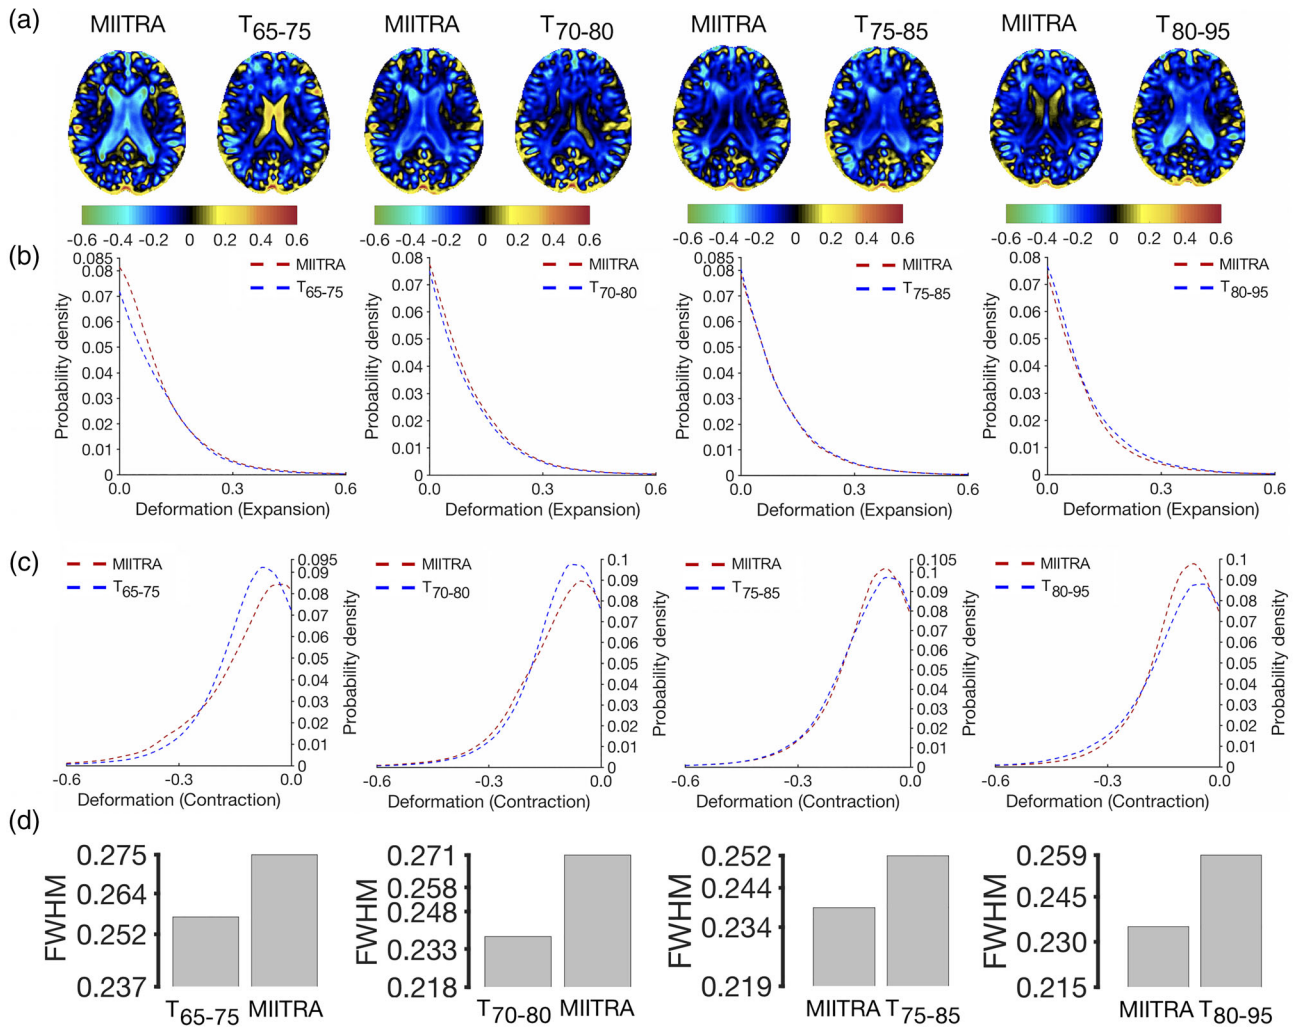 (a) MIITRA T65-75 MIITRA T70-80 MIITRA T75-85 MIITRA T80-95
-0.6 -0.4 -0.2 0 0.2 0.4 0.6 -0.6 -0.4 -0.2 0 0.2 0.4 0.6 -0.6 -0.4 -0.2 0 0.2 0.4 0.6 -0.6 -0.4 -0.2 0 0.2 0.4 0.6
(b)
Probability density
0.085
0.07
0.06
0.05
0.04
0.03
0.02
0.01
0
MIITRA
T65-75
0.0 0.3 0.6
Deformation (Expansion)
Probability density
0.08
0.07
0.06
0.05
0.04
0.03
0.02
0.01
0
MIITRA
T70-80
0.0 0.3 0.6
Deformation (Expansion)
Probability density
0.085
0.07
0.06
0.05
0.04
0.03
0.02
0.01
0
MIITRA
T75-85
0.0 0.3 0.6
Deformation (Expansion)
Probability density
0.08
0.07
0.06
0.05
0.04
0.03
0.02
0.01
0
MIITRA
T80-95
0.0 0.3 0.6
Deformation (Expansion)
(c)
MIITRA
T65-75
0.095
0.09
0.08
0.07
0.06
0.05
0.04
0.03
0.02
0.01
0
Probability density
-0.6 -0.3 0.0
Deformation (Contraction)
MIITRA
T70-80
0.1
0.09
0.08
0.07
0.06
0.05
0.04
0.03
0.02
0.01
0
Probability density
-0.6 -0.3 0.0
Deformation (Contraction)
MIITRA
T75-85
0.105
0.1
0.09
0.08
0.07
0.06
0.05
0.04
0.03
0.02
0.01
0
Probability density
-0.6 -0.3 0.0
Deformation (Contraction)
MIITRA
T80-95
0.1
0.09
0.08
0.07
0.06
0.05
0.04
0.03
0.02
0.01
0
Probability density
-0.6 -0.3 0.0
Deformation (Contraction)
(d)
FWHM
0.275
0.264
0.252
0.237
T65-75 MIITRA
FWHM
0.271
0.258
0.248
0.233
0.218
T70-80 MIITRA
FWHM
0.252
0.244
0.234
0.219
MIITRA T75-85
FWHM
0.259
0.245
0.230
0.215
MIITRA T80-95